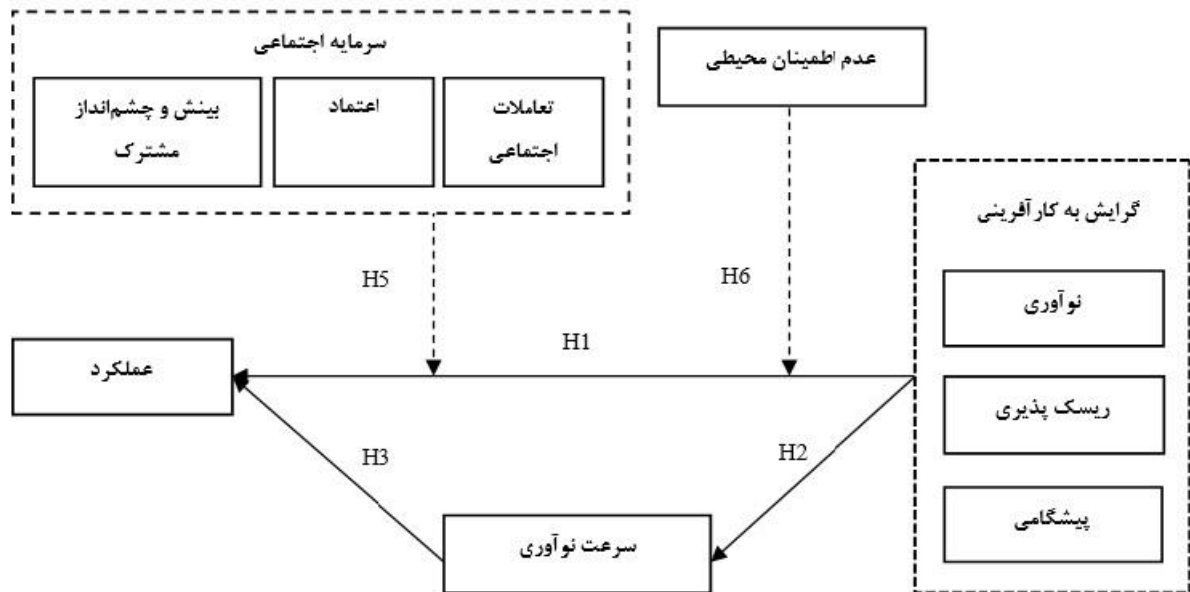 سرمایه اجتماعی
عدم اطمینان محیطی
تعاملات
اجتماعی
اعتماد
بینش و چشم‌انداز
مشترک
گرایش به کارآفرینی
نوآوری
ریسک پذیری
پیشگامی
H5
H6
H1
عملکرد
H3
H2
سرعت نوآوری